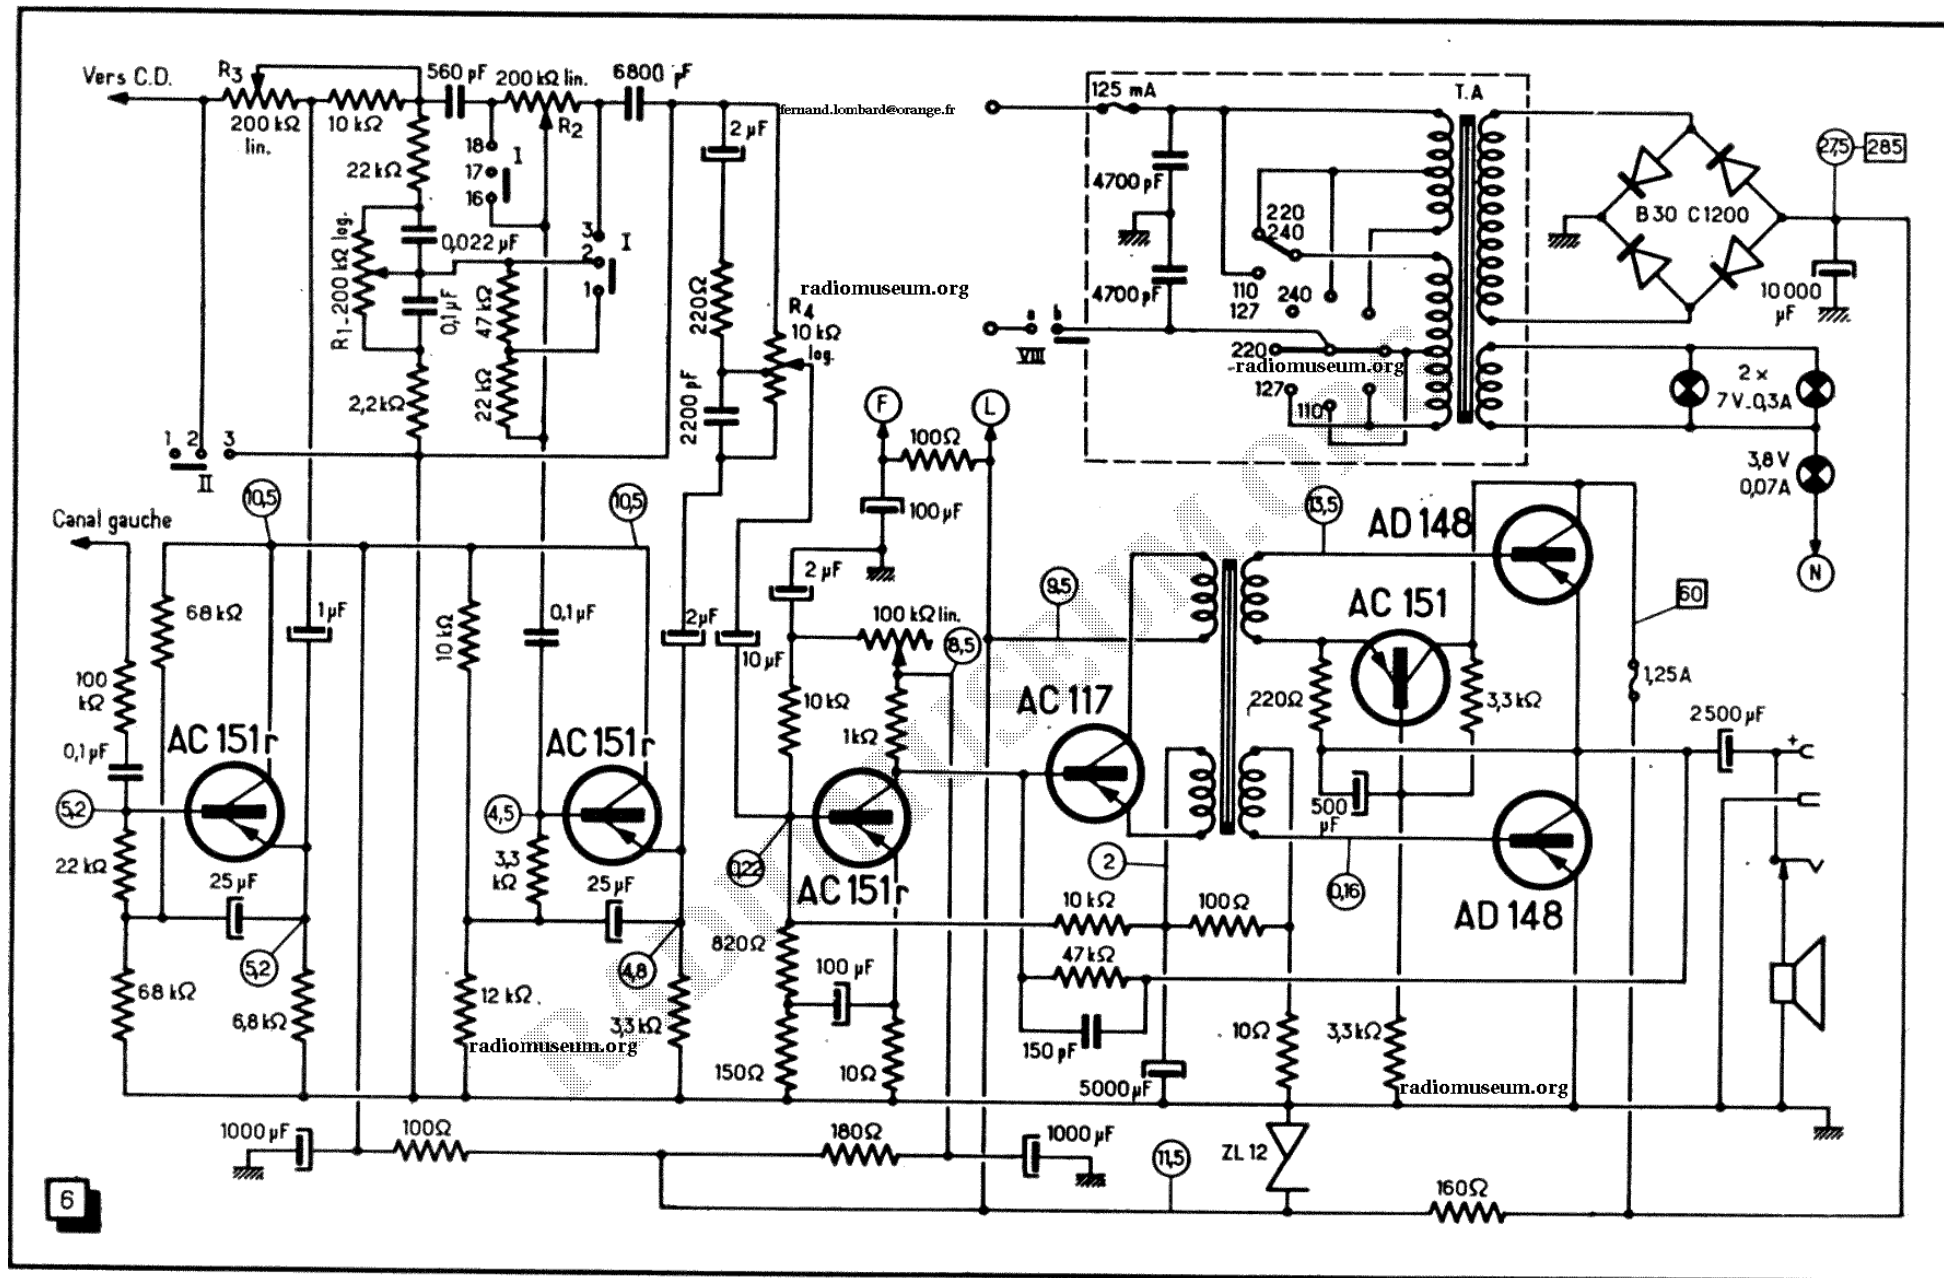 Vers C.D.
R3
200 kΩ
lin.
10 kΩ
560 pF
200 kΩ lin.
R2
6800 pF
fernand.lombard@orange.fr
125 mA
T.A
22 kΩ
18
17
16
I
2 µF
4700 pF
220
240
B30 C1200
27,5
285
R1-200 kΩ log.
0,022 µF
0,1 µF
3
2
1
I
47 kΩ
22 kΩ
220Ω
radiomuseum.org
R4
10 kΩ
log.
4700 pF
110
127
240
10 000
µF
a b
VIII
220
radiomuseum.org
127
110
2 x
7 V_0,3A
2,2 kΩ
2200 pF
F
L
100Ω
1 2 3
II
3,8 V
0,07A
10,5
10,5
100 µF
13,5
AD 148
Canal gauche
N
68 kΩ
1 µF
10 kΩ
0,1 µF
2 µF
2 µF
10 µF
100 kΩ lin.
8,5
9,5
AC 151
60
100
kΩ
10 kΩ
1 kΩ
AC 117
220Ω
3,3 kΩ
1,25A
2500 µF
+
0,1 µF
AC 151 r
AC 151 r
5,2
4,5
500
µF
22 kΩ
3,3
kΩ
0,22
AC 151 r
2
0,16
25 µF
25 µF
AD 148
5,2
4,8
820Ω
10 kΩ
100Ω
47 kΩ
68 kΩ
6,8 kΩ
12 kΩ
3,3 kΩ
100 µF
radiomuseum.org
150Ω
10Ω
150 pF
5000 µF
10Ω
3,3 kΩ
radiomuseum.org
1000 µF
100Ω
180Ω
1000 µF
11,5
ZL 12
160Ω
6
radiomuseum.org